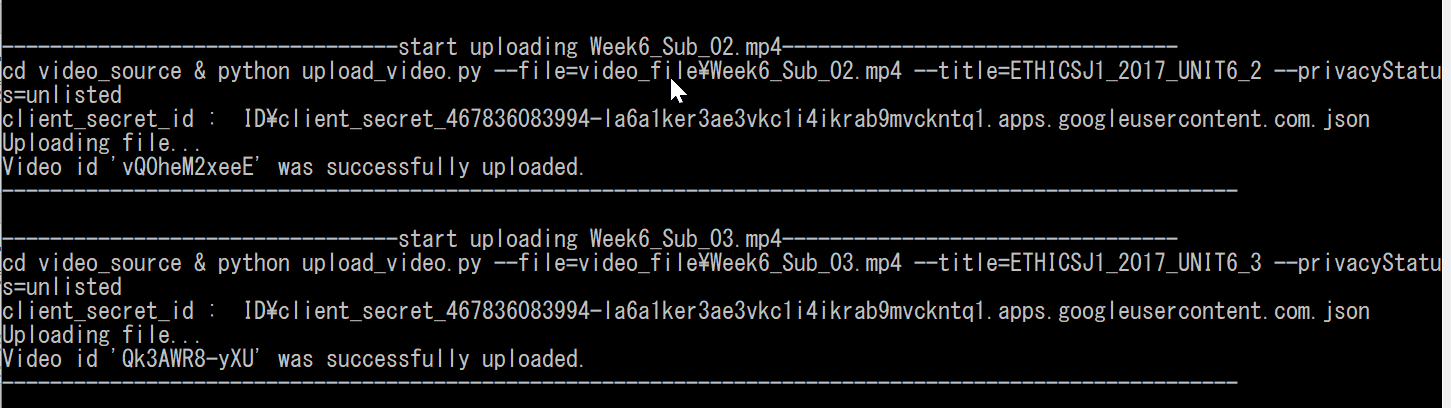 ---------------------------------start uploading Week6_Sub_02.mp4---------------------------------
cd video_source & python upload_video.py --file=video_file¥Week6_Sub_02.mp4 --title=ETHICSJ1_2017_UNIT6_2 --privacyStatu
s=unlisted
client_secret_id :  ID¥client_secret_467836083994-la6a1ker3ae3vkc1i4ikrab9mvckntq1.apps.googleusercontent.com.json
Uploading file...
Video id 'vQOheM2xeeE' was successfully uploaded.
-------------------------------------------------------------------------------------------------------
---------------------------------start uploading Week6_Sub_03.mp4---------------------------------
cd video_source & python upload_video.py --file=video_file¥Week6_Sub_03.mp4 --title=ETHICSJ1_2017_UNIT6_3 --privacyStatu
s=unlisted
client_secret_id :  ID¥client_secret_467836083994-la6a1ker3ae3vkc1i4ikrab9mvckntq1.apps.googleusercontent.com.json
Uploading file...
Video id 'Qk3AWR8-yXU' was successfully uploaded.
-------------------------------------------------------------------------------------------------------